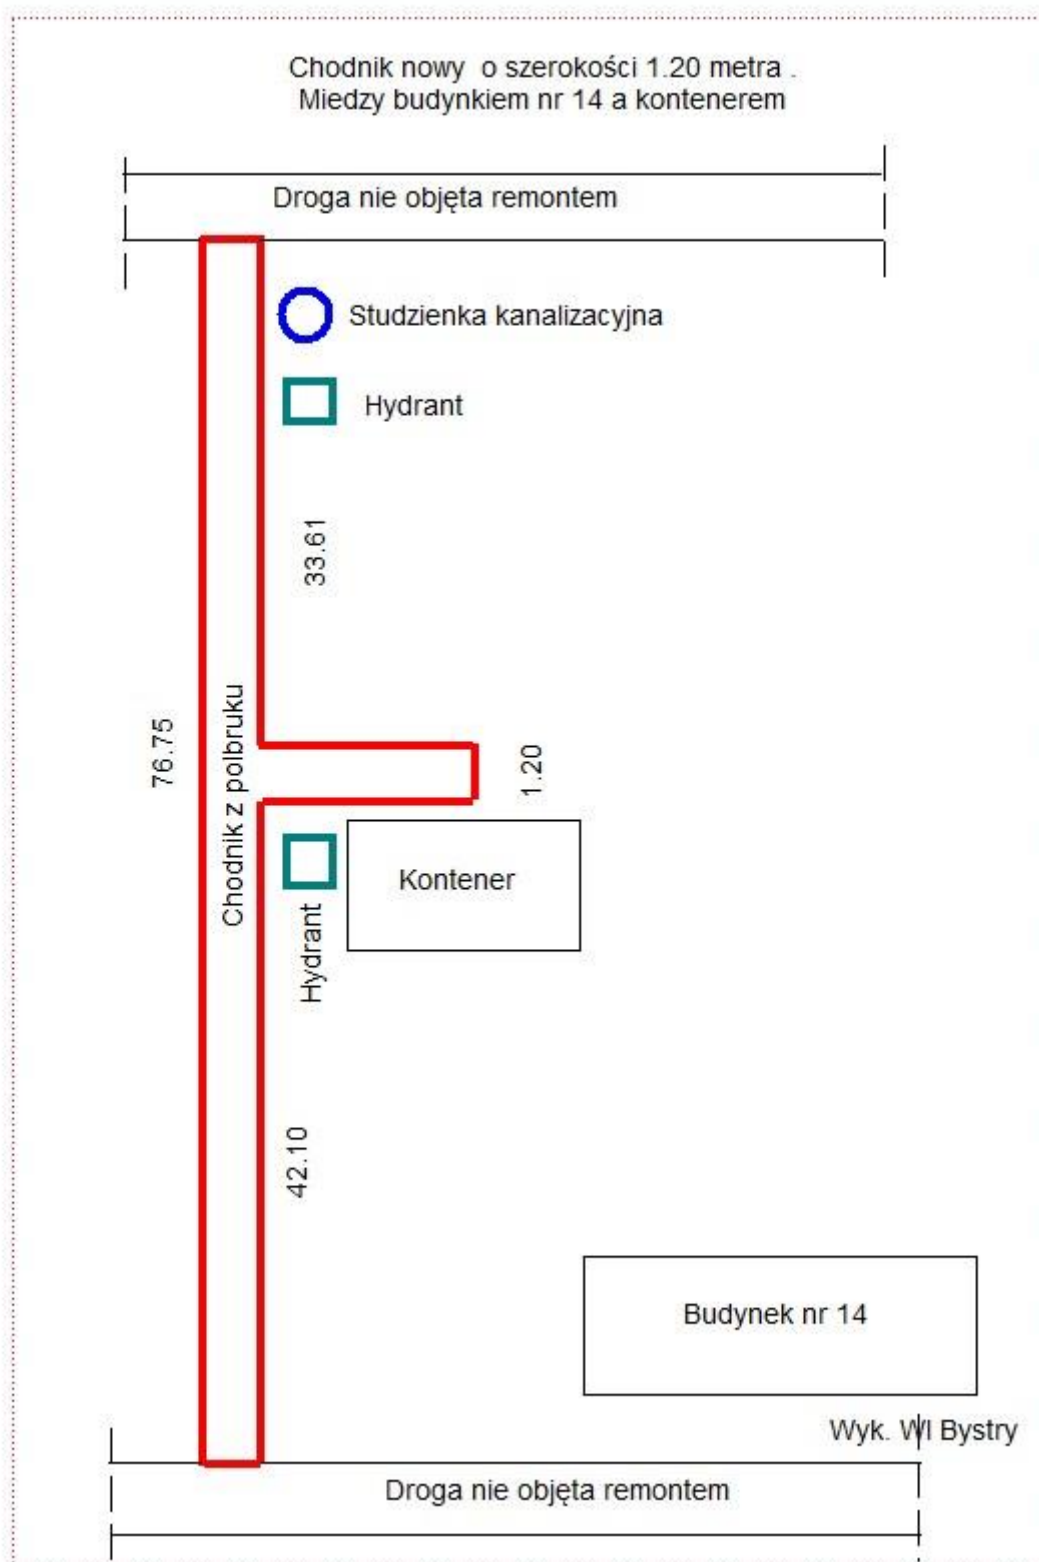 Chodnik nowy o szerokości 1.20 metra .
Miedzy budynkiem nr 14 a kontenerem
Droga nie objęta remontem
Studzienka kanalizacyjna
Hydrant
33.61
76.75
Chodnik z polbruku
1.20
Kontener
Hydrant
42.10
Budynek nr 14
Wyk. WI Bystry
Droga nie objęta remontem